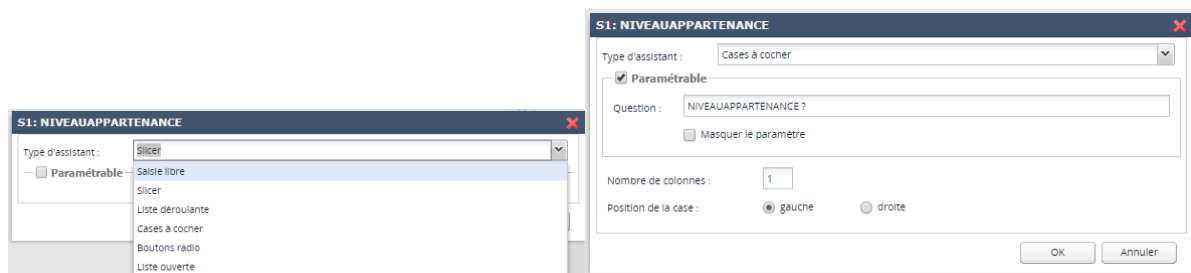 S1: NIVEAUAPPARTENANCE
Type d'assistant :
Slicer
Paramétrable
Saisie libre
Slicer
Liste déroulante
Cases à cocher
Boutons radio
Liste ouverte
S1: NIVEAUAPPARTENANCE
Type d'assistant :
Cases à cocher
Paramétrable
Question :
NIVEAUAPPARTENANCE ?
Masquer le paramètre
Nombre de colonnes :
1
Position de la case :
gauche
droite
OK
Annuler